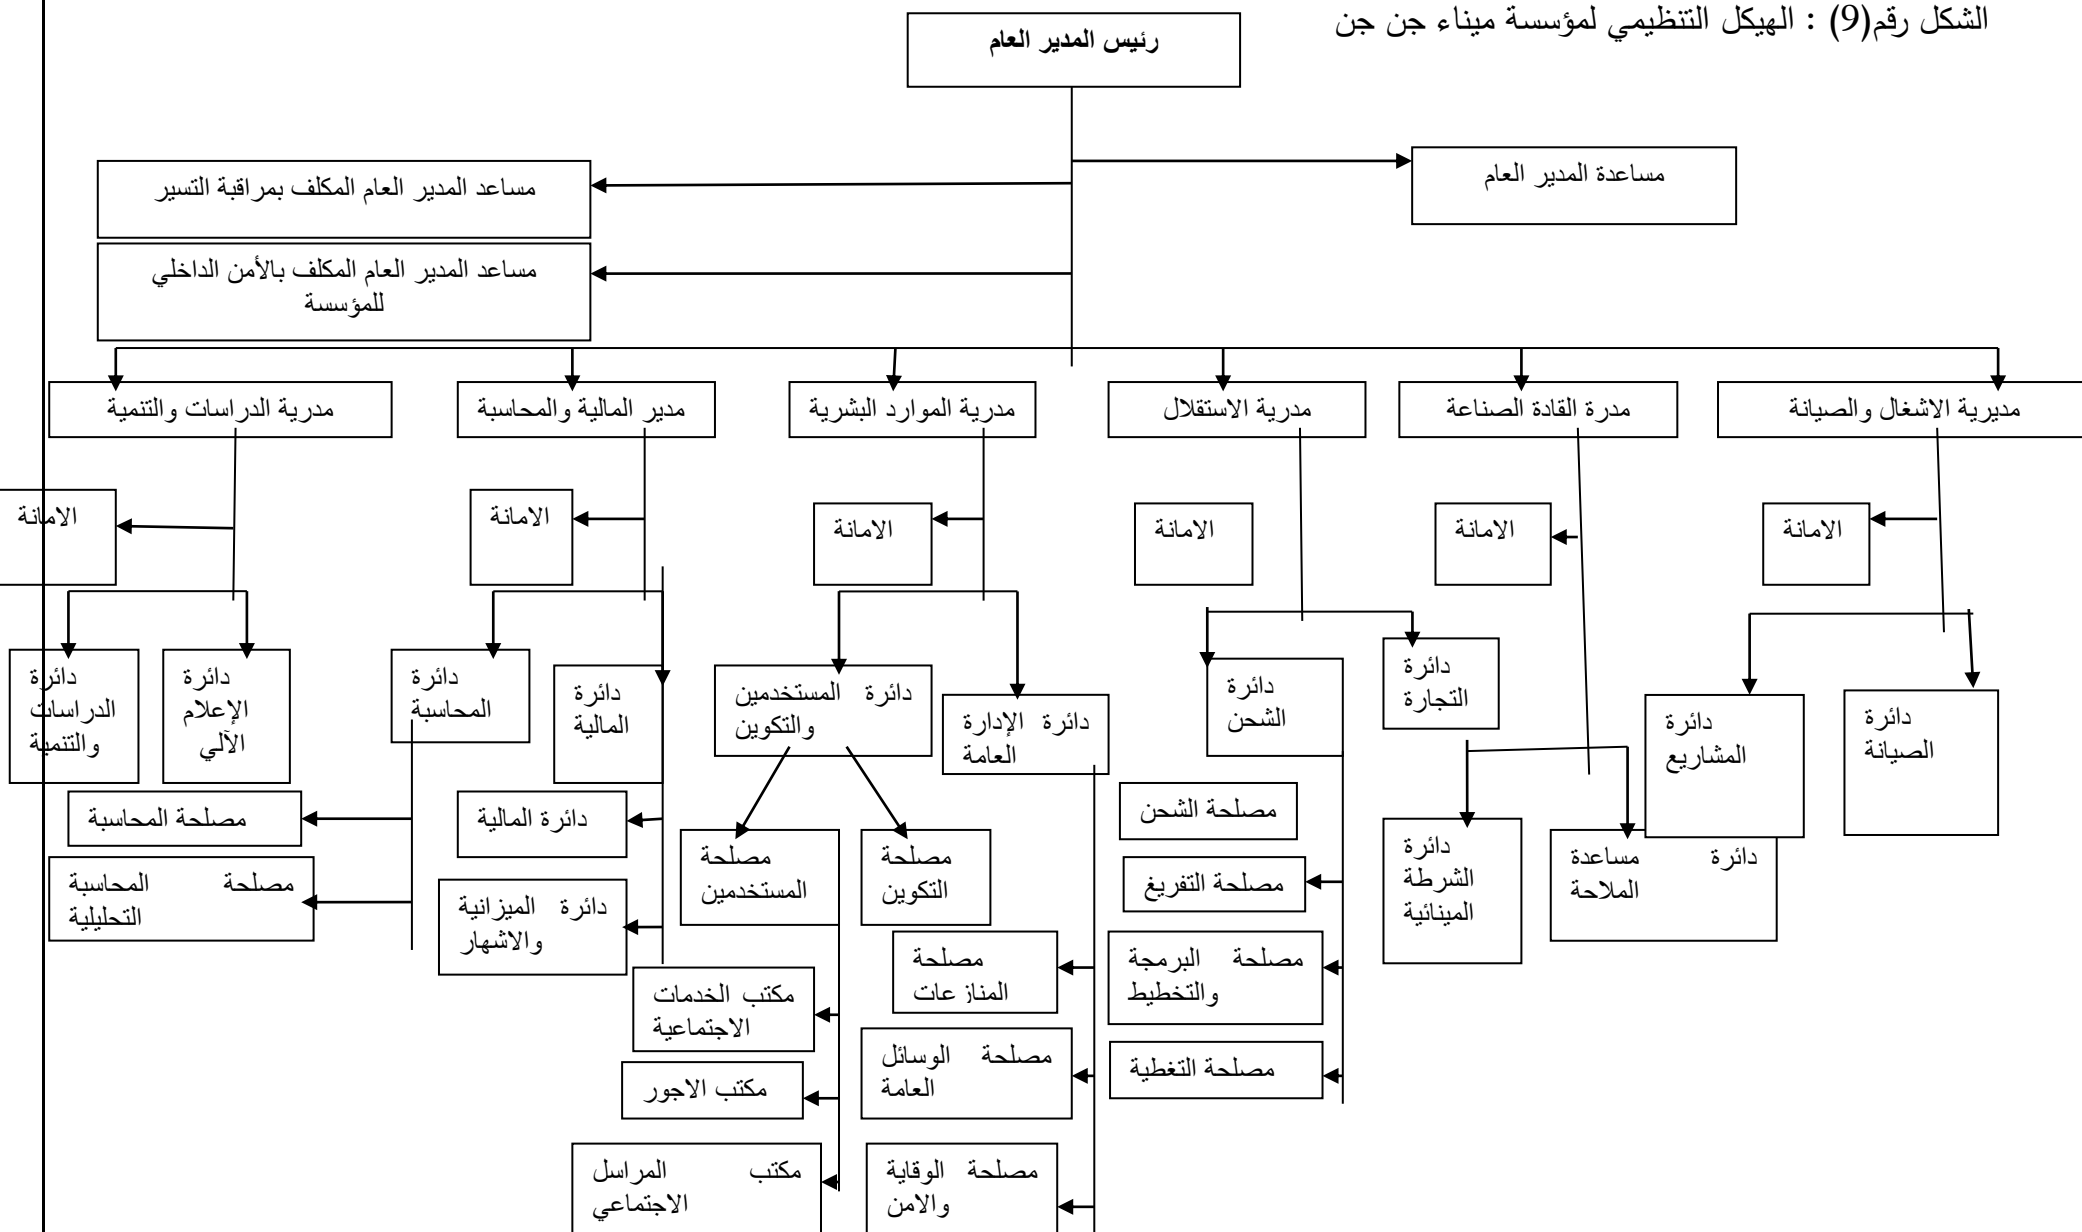 الشكل رقم(9) : الهيكل التنظيمي لمؤسسة ميناء جن جن
رئيس المدير العام
مساعدة المدير العام
مساعد المدير العام المكلف بمراقبة التسير
مساعد المدير العام المكلف بالأمن الداخلي
للمؤسسة
مديرية الاشغال والصيانة
مدرة القادة الصناعة
مدرية الاستقلال
مدرية الموارد البشرية
مدير المالية والمحاسبة
مدرية الدراسات والتنمية
الامانة
الامانة
الامانة
الامانة
الامانة
الامانة
دائرة
الصيانة
دائرة
المشاريع
دائرة مساعدة
الملاحة
دائرة
الشرطة
المينائية
دائرة
التجارة
دائرة
الشحن
دائرة الإدارة
العامة
دائرة المستخدمين
والتكوين
دائرة
المالية
دائرة
المحاسبة
دائرة
الإعلام
الآلي
دائرة
الدراسات
والتنمية
مصلحة الشحن
مصلحة التفريغ
مصلحة البرمجة
والتخطيط
مصلحة التغطية
مصلحة
المنازعات
مصلحة الوسائل
العامة
مصلحة الوقاية
والامن
مصلحة
التكوين
مصلحة
المستخدمين
مكتب الخدمات
الاجتماعية
مكتب الاجور
مكتب المراسل
الاجتماعي
دائرة المالية
دائرة الميزانية
والاشهار
مصلحة المحاسبة
مصلحة المحاسبة
التحليلية